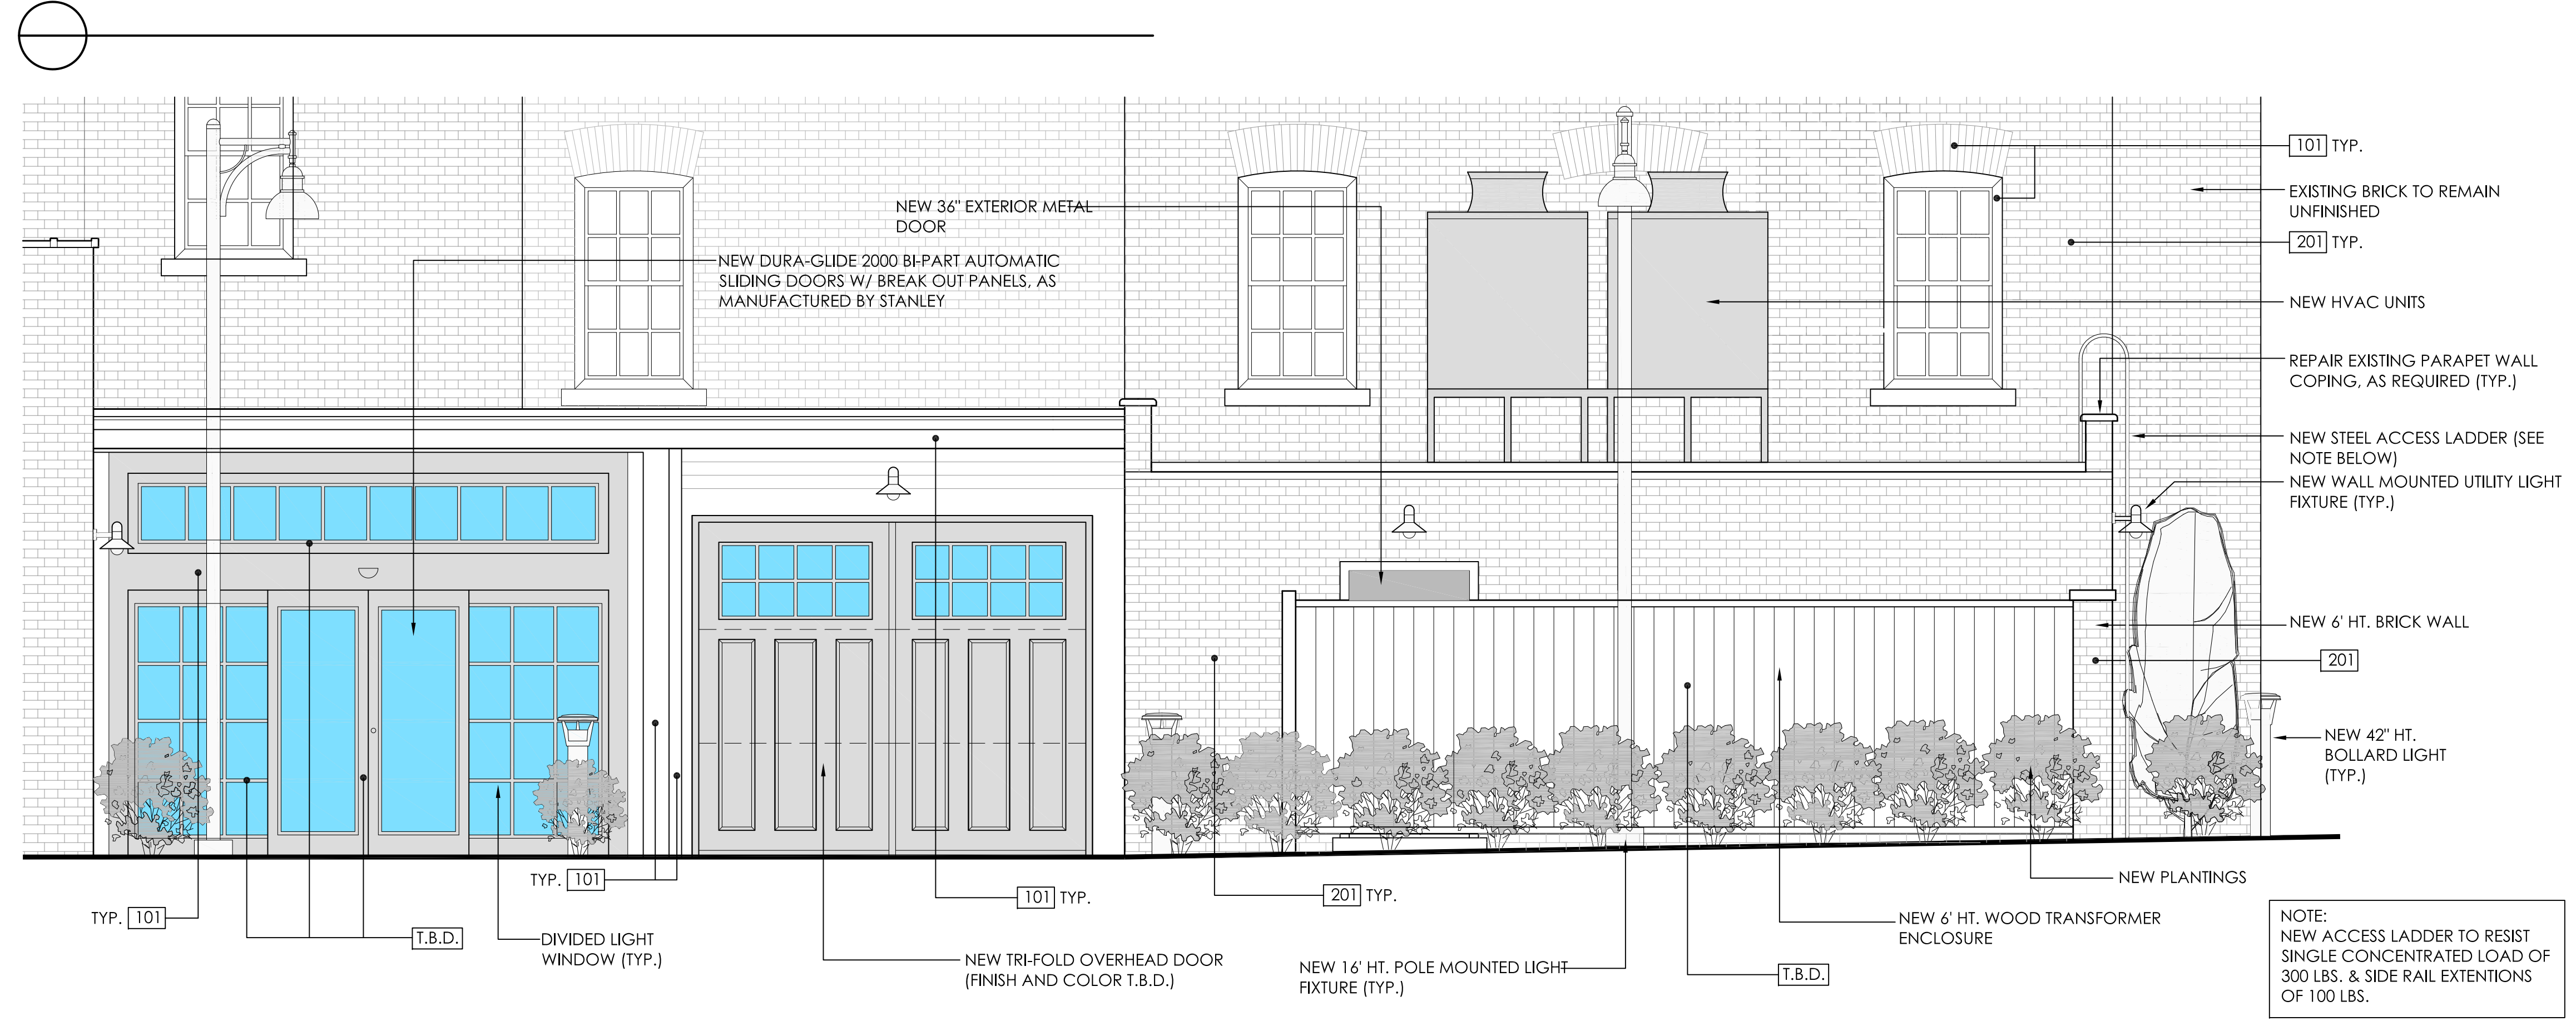 NEW 36" EXTERIOR METAL
DOOR
NEW DURA-GLIDE 2000 BI-PART AUTOMATIC
SLIDING DOORS W/ BREAK OUT PANELS, AS
MANUFACTURED BY STANLEY
101 TYP.
EXISTING BRICK TO REMAIN
UNFINISHED
201 TYP.
NEW HVAC UNITS
REPAIR EXISTING PARAPET WALL
COPING, AS REQUIRED (TYP.)
NEW STEEL ACCESS LADDER (SEE
NOTE BELOW)
NEW WALL MOUNTED UTILITY LIGHT
FIXTURE (TYP.)
NEW 6' HT. BRICK WALL
201
NEW 42" HT.
BOLLARD LIGHT
(TYP.)
TYP. 101
T.B.D.
DIVIDED LIGHT
WINDOW (TYP.)
TYP. 101
NEW TRI-FOLD OVERHEAD DOOR
(FINISH AND COLOR T.B.D.)
101 TYP.
201 TYP.
NEW 16' HT. POLE MOUNTED LIGHT
FIXTURE (TYP.)
T.B.D.
NEW 6' HT. WOOD TRANSFORMER
ENCLOSURE
NEW PLANTINGS
NOTE:
NEW ACCESS LADDER TO RESIST
SINGLE CONCENTRATED LOAD OF
300 LBS. & SIDE RAIL EXTENTIONS
OF 100 LBS.